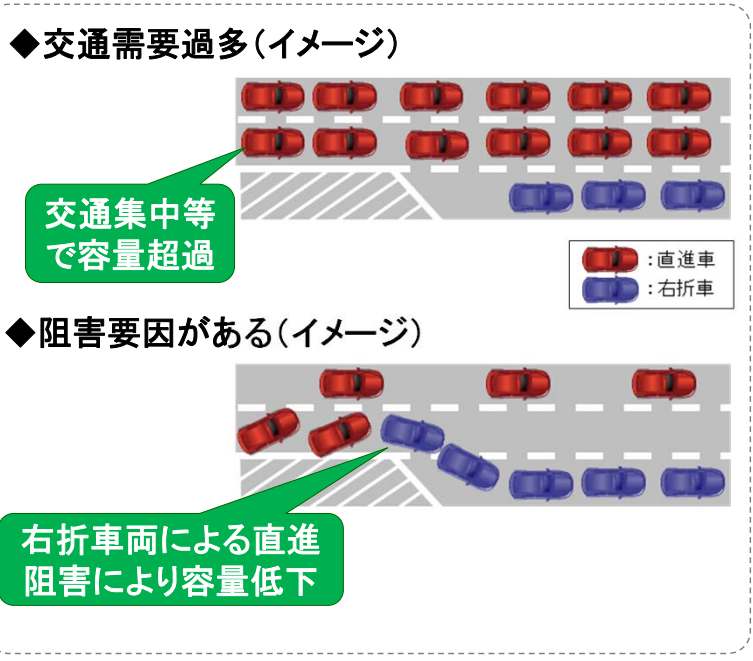 ◆交通需要過多(イメージ)
交通集中等
で容量超過
:直進車
:右折車
◆阻害要因がある(イメージ)
右折車両による直進
阻害により容量低下